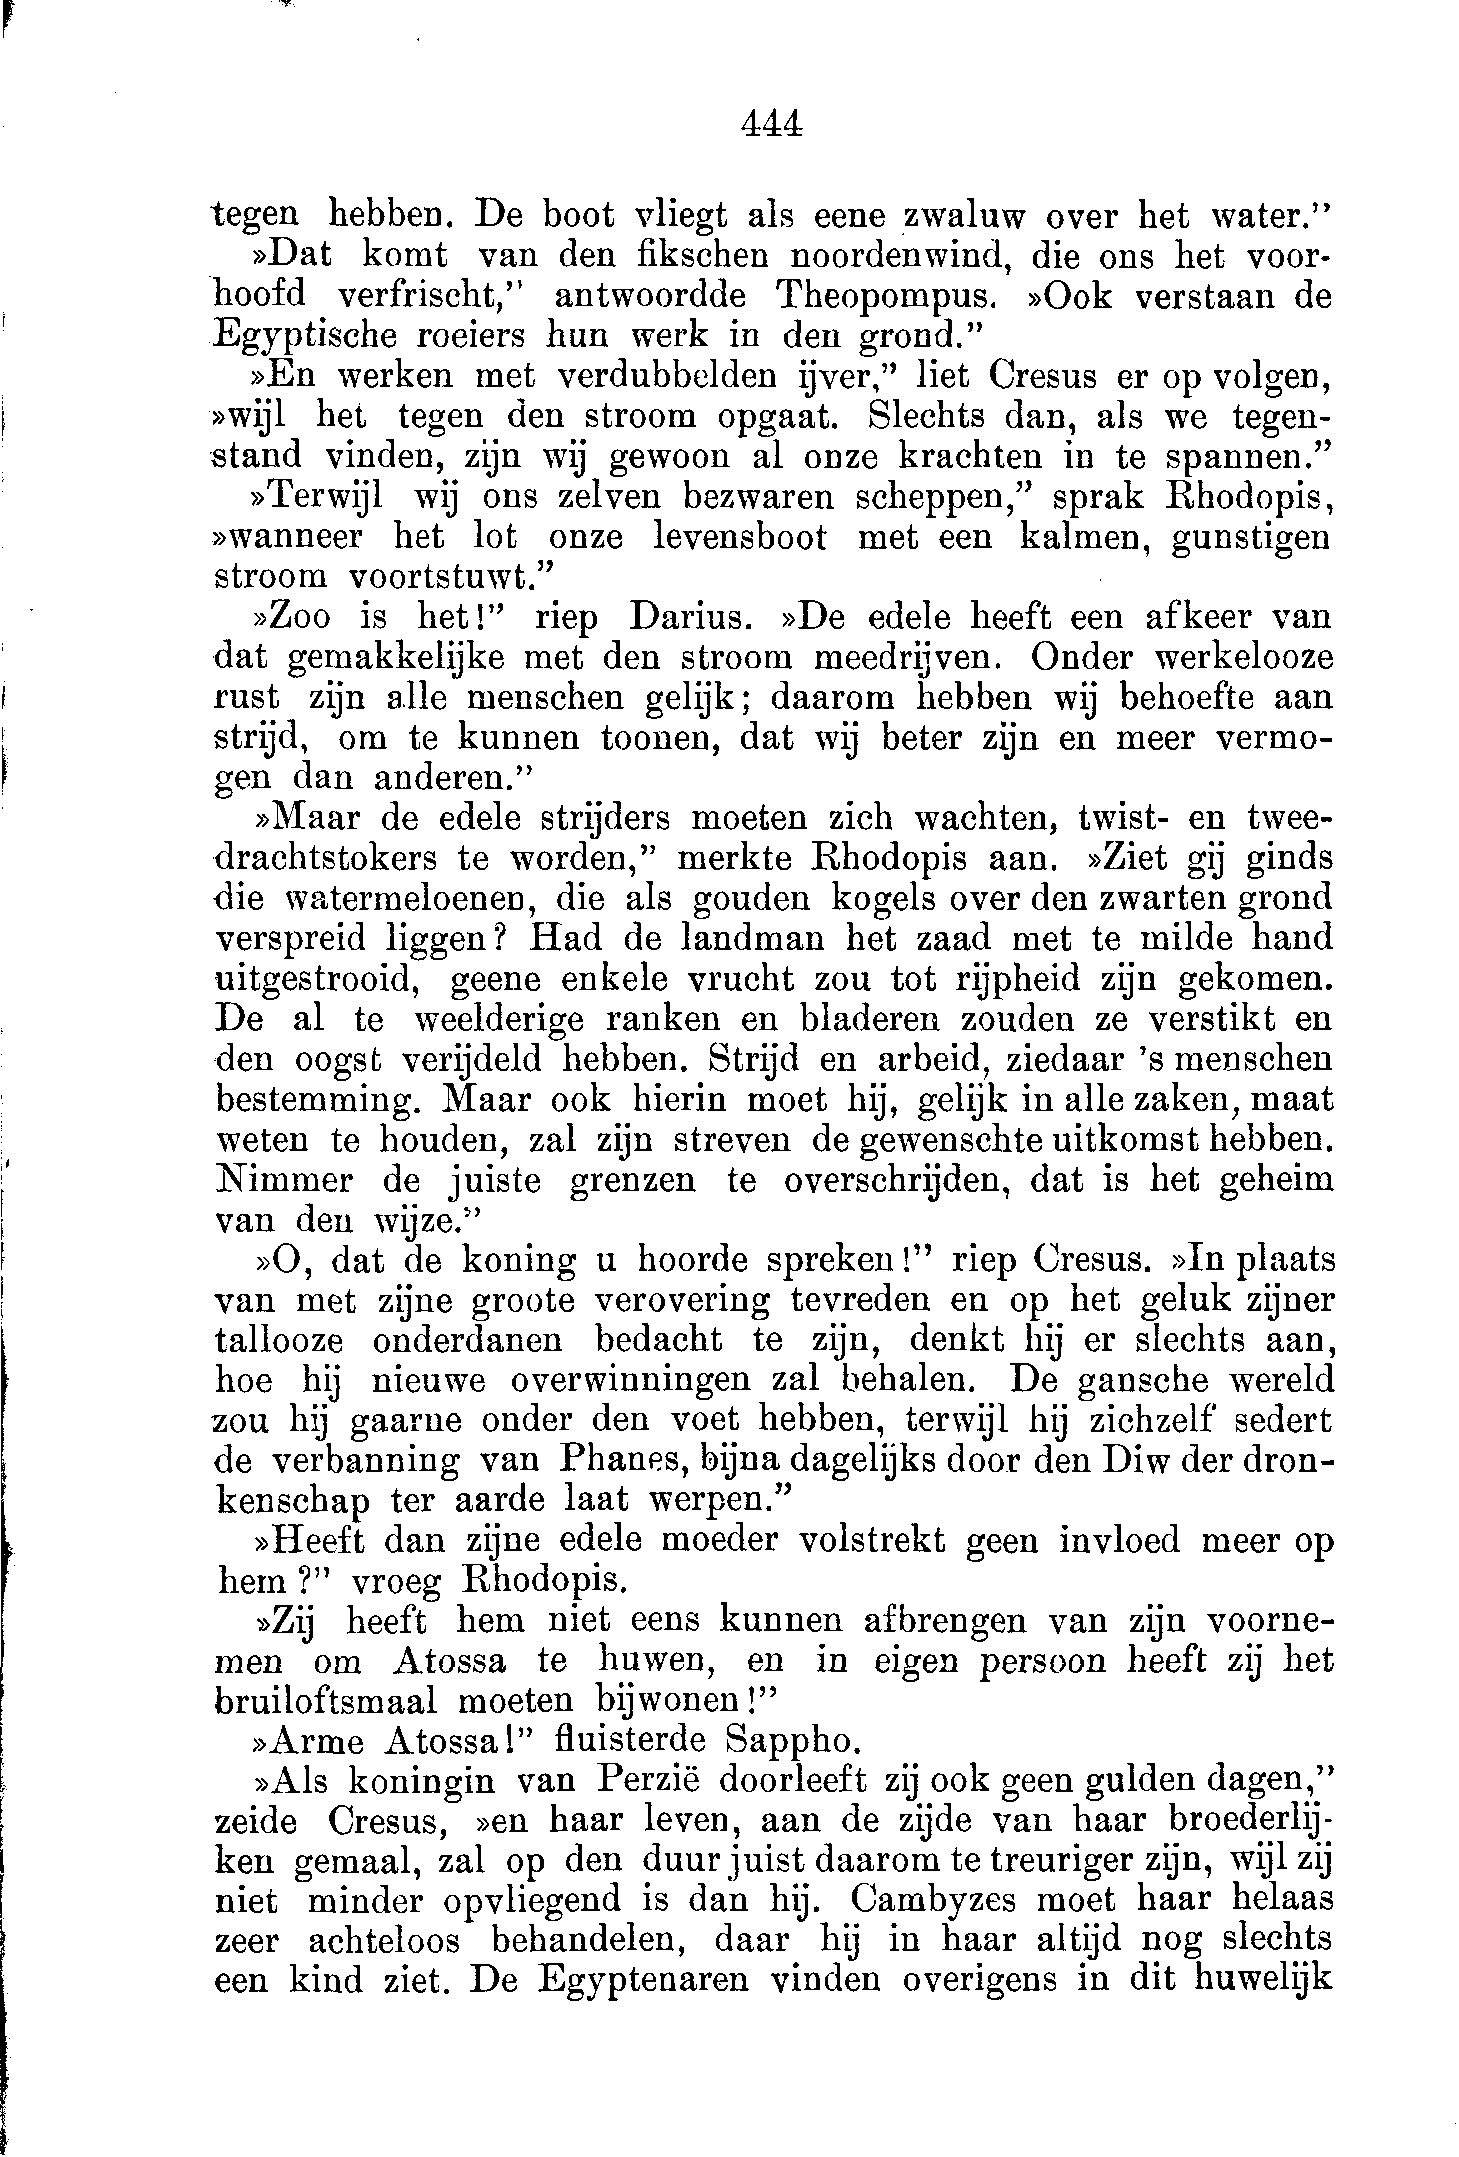 444
tegen hebben. De boot vliegt als eene zwaluw over het water.”
»Dat komt van den fikschen noordenwind, die ons het voor-
hoofd verfrischt,” antwoordde Theopompus. »Ook verstaan de
Egyptische roeiers hun werk in den grond.”
»En werken met verdubbelden ijver,” liet Cresus er op volgen,
»wijl het tegen den stroom opgaat. Slechts dan, als we tegen-
stand vinden, zijn wij gewoon al onze krachten in te spannen.”
»Terwijl wij ons zelven bezwaren scheppen,” sprak Rhodopis,
»wanneer het lot onze levensboot met een kalmen, gunstigen
stroom voortstuwt.”
»Zoo is het!” riep Darius. »De edele heeft een afkeer van
dat gemakkelijke met den stroom meedrijven. Onder werkelooze
rust zijn alle menschen gelijk; daarom hebben wij behoefte aan
strijd, om te kunnen toonen, dat wij beter zijn en meer vermo-
gen dan anderen.”
»Maar de edele strijders moeten zich wachten, twist- en twee-
drachtstokers te worden,” merkte Rhodopis aan. »Ziet gij ginds
die watermeloenen, die als gouden kogels over den zwarten grond
verspreid liggen? Had de landman het zaad met te milde hand
uitgestrooid, geene enkele vrucht zou tot rijpheid zijn gekomen.
De al te weelderige ranken en bladeren zouden ze verstikt en
den oogst verijdeld hebben. Strijd en arbeid, ziedaar ’s menschen
bestemming. Maar ook hierin moet hij, gelijk in alle zaken, maat
weten te houden, zal zijn streven de gewenschte uitkomst hebben.
Nimmer de juiste grenzen te overschrijden, dat is het geheim
van den wijze.”
»O, dat de koning u hoorde spreken!” riep Cresus. »In plaats
van met zijne groote verovering tevreden en op het geluk zijner
tallooze onderdanen bedacht te zijn, denkt hij er slechts aan,
hoe hij nieuwe overwinningen zal behalen. De gansche wereld
zou hij gaarne onder den voet hebben, terwijl hij zichzelf sedert
de verbanning van Phanes, bijna dagelijks door den Diw der dron-
kenschap ter aarde laat werpen.”
»Heeft dan zijne edele moeder volstrekt geen invloed meer op
hem?” vroeg Rhodopis.
»Zij heeft hem niet eens kunnen afbrengen van zijn voorne-
men om Atossa te huwen, en in eigen persoon heeft zij het
bruiloftsmaal moeten bijwonen!”
»Arme Atossa!” fluisterde Sappho.
»Als koningin van Perzië doorleeft zij ook geen gulden dagen,”
zeide Cresus, »en haar leven, aan de zijde van haar broederlij-
ken gemaal, zal op den duur juist daarom te treuriger zijn, wijl zij
niet minder opvliegend is dan hij. Cambyzes moet haar helaas
zeer achteloos behandelen, daar hij in haar altijd nog slechts
een kind ziet. De Egyptenaren vinden overigens in dit huwelijk